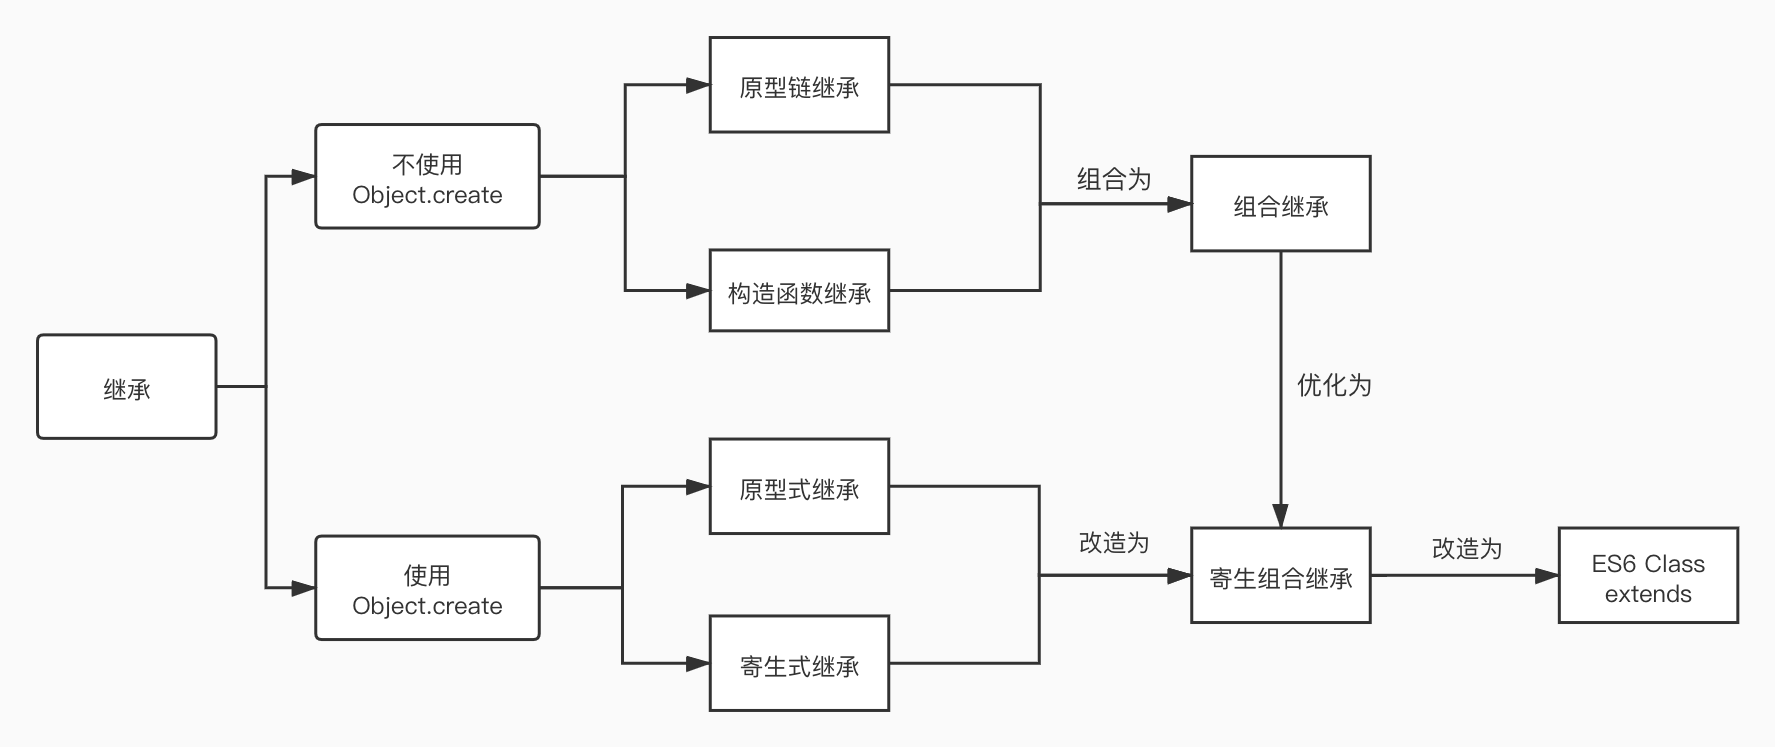 继承
不使用
Object.create
使用
Object.create
原型链继承
构造函数继承
原型式继承
寄生式继承
组合为
组合继承
优化为
改造为
寄生组合继承
改造为
ES6 Class
extends